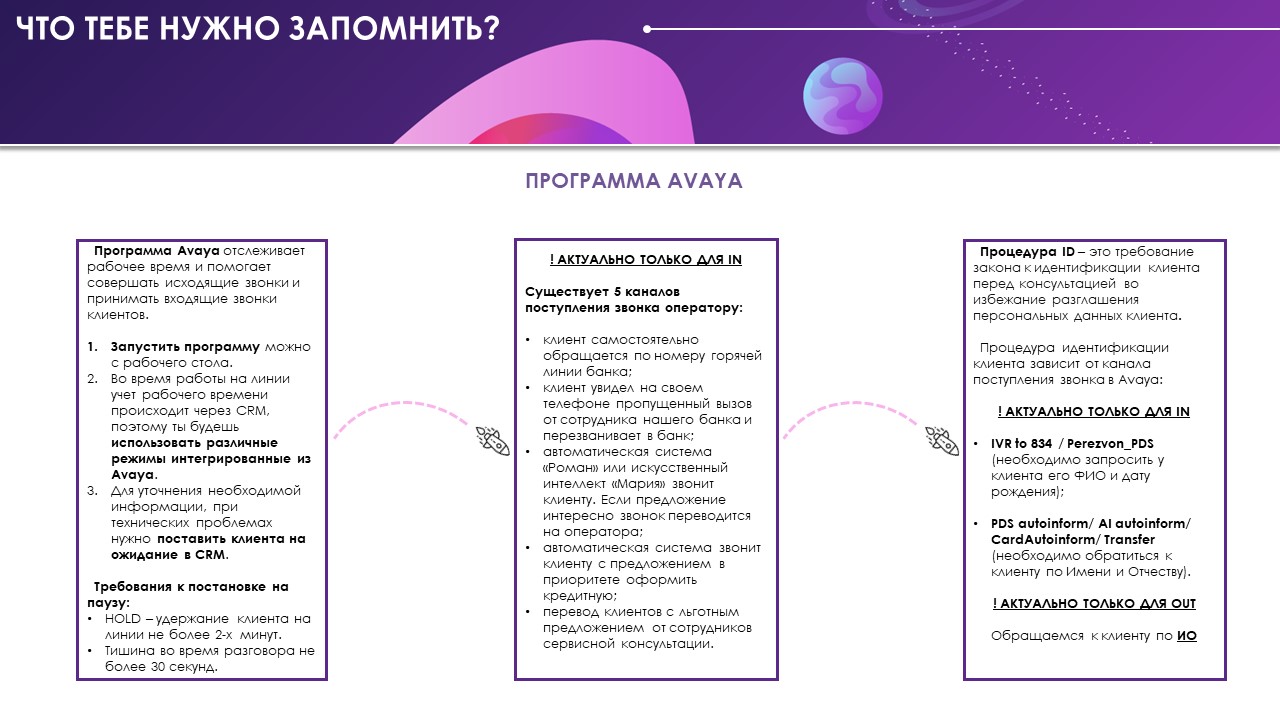 ЧТО ТЕБЕ НУЖНО ЗАПОМНИТЬ?
ПРОГРАММА AVAYA
Программа Avaya отслеживает
рабочее время и помогает
совершать исходящие звонки и
принимать входящие звонки
клиентов.
1. Запустить программу можно
с рабочего стола.
2. Во время работы на линии
учет рабочего времени
происходит через CRM,
поэтому ты будешь
использовать различные
режимы интегрированные из
Avaya.
3. Для уточнения необходимой
информации, при
технических проблемах
нужно поставить клиента на
ожидание в CRM.
Требования к постановке на
паузу:
• HOLD – удержание клиента на
линии не более 2-х минут.
• Тишина во время разговора не
более 30 секунд.
! АКТУАЛЬНО ТОЛЬКО ДЛЯ IN
Существует 5 каналов
поступления звонка оператору:
• клиент самостоятельно
обращается по номеру горячей
линии банка;
• клиент увидел на своем
телефоне пропущенный вызов
от сотрудника нашего банка и
перезванивает в банк;
• автоматическая система
«Роман» или искусственный
интеллект «Мария» звонит
клиенту. Если предложение
интересно звонок переводится
на оператора;
• автоматическая система звонит
клиенту с предложением в
приоритете оформить
кредитную;
• перевод клиентов с льготным
предложением от сотрудников
сервисной консультации.
Процедура ID – это требование
закона к идентификации клиента
перед консультацией во
избежание разглашения
персональных данных клиента.
Процедура идентификации
клиента зависит от канала
поступления звонка в Avaya:
! АКТУАЛЬНО ТОЛЬКО ДЛЯ IN
• IVR to 834 / Perezvon_PDS
(необходимо запросить у
клиента его ФИО и дату
рождения);
• PDS autoinform/ AI autoinform/
CardAutoinform/ Transfer
(необходимо обратиться к
клиенту по Имени и Отчеству).
! АКТУАЛЬНО ТОЛЬКО ДЛЯ OUT
Обращаемся к клиенту по ИО